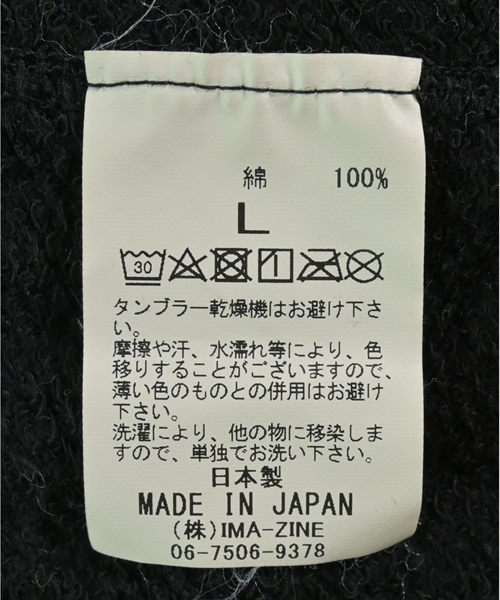 綿 100%
L
30
タンブラー乾燥機はお避け下さ
い。
摩擦や汗、水濡れ等により、色
移りすることがございますので、
薄い色のものとの併用はお避け
下さい。
洗濯により、他の物に移染しま
すので、単独でお洗い下さい。
日本製
MADE IN JAPAN
(株)IMA-ZINE
06-7506-9378